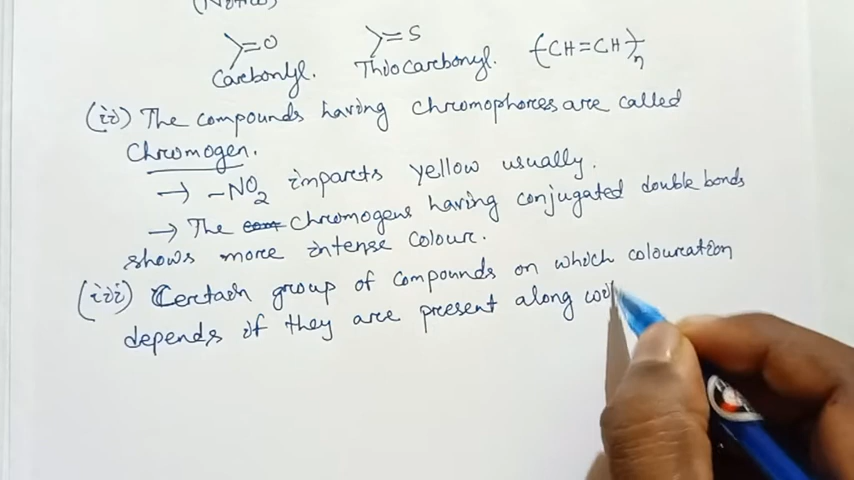 (Nitro)
=O =S (CH=CH)n
Carbonyl. Thiocarbonyl.
(ii) The compounds having chromophores are called
Chromogen.
→ -NO2 imparts yellow usually.
→ The Chromogens having conjugated double bonds
shows more intense colour.
(iii) Certain group of compounds on which colouration
depends if they are present along wit